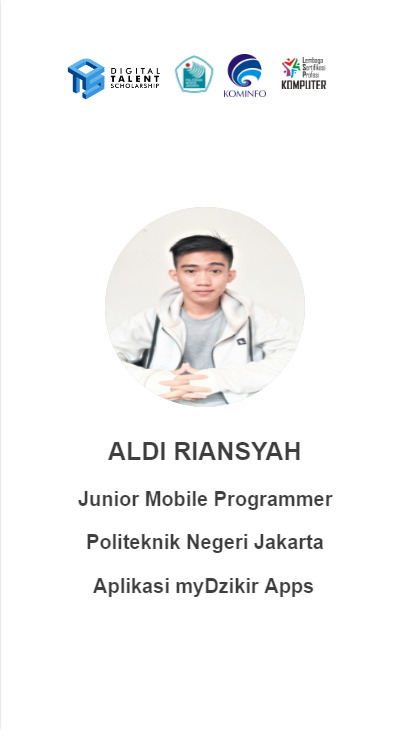 DIGITAL
TALENT
SCHOLARSHIP
KOMINFO
Lembaga
Sertifikasi
Profesi
KOMPUTER
ALDI RIANSYAH
Junior Mobile Programmer
Politeknik Negeri Jakarta
Aplikasi myDzikir Apps